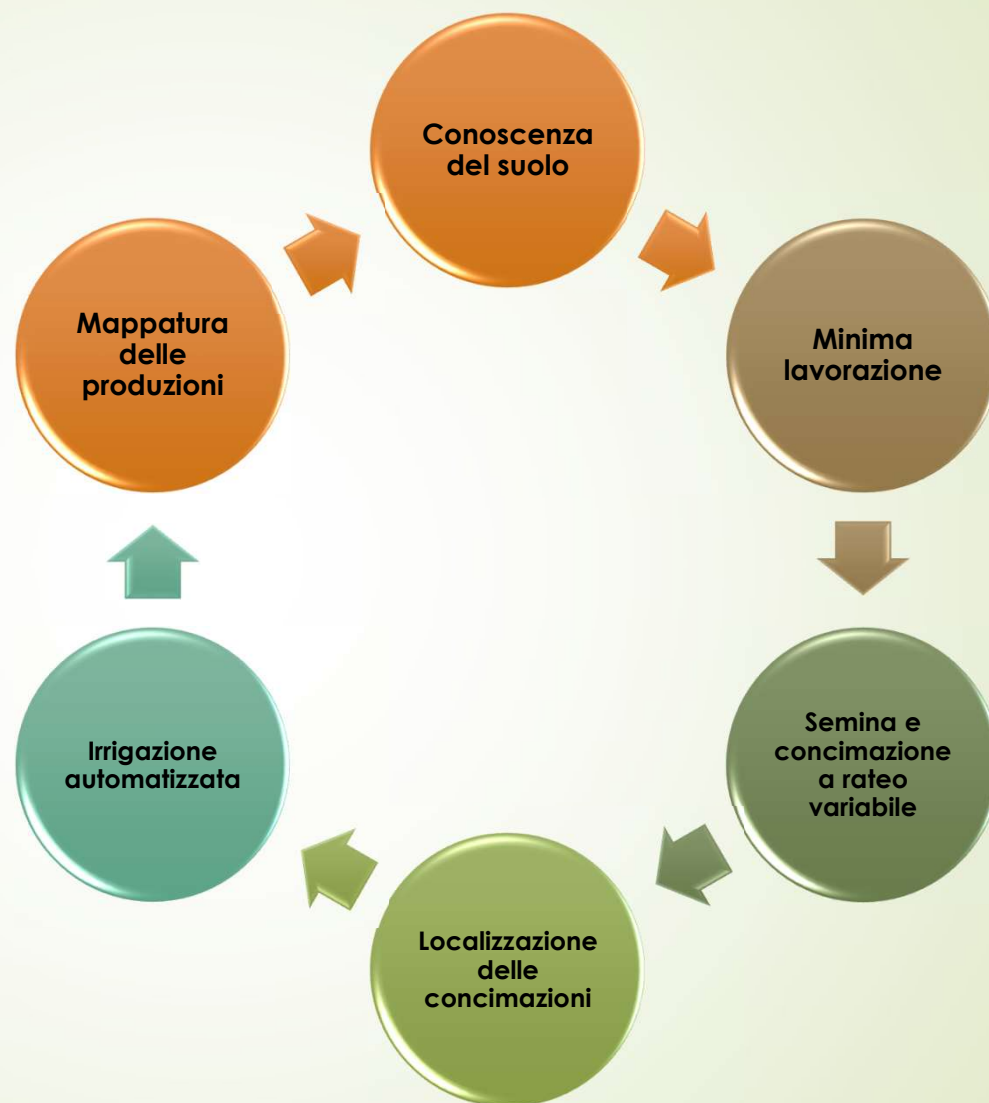 Conoscenza
del suolo
Minima
lavorazione
Semina e
concimazione
a rateo
variabile
Localizzazione
delle
concimazioni
Irrigazione
automatizzata
Mappatura
delle
produzioni